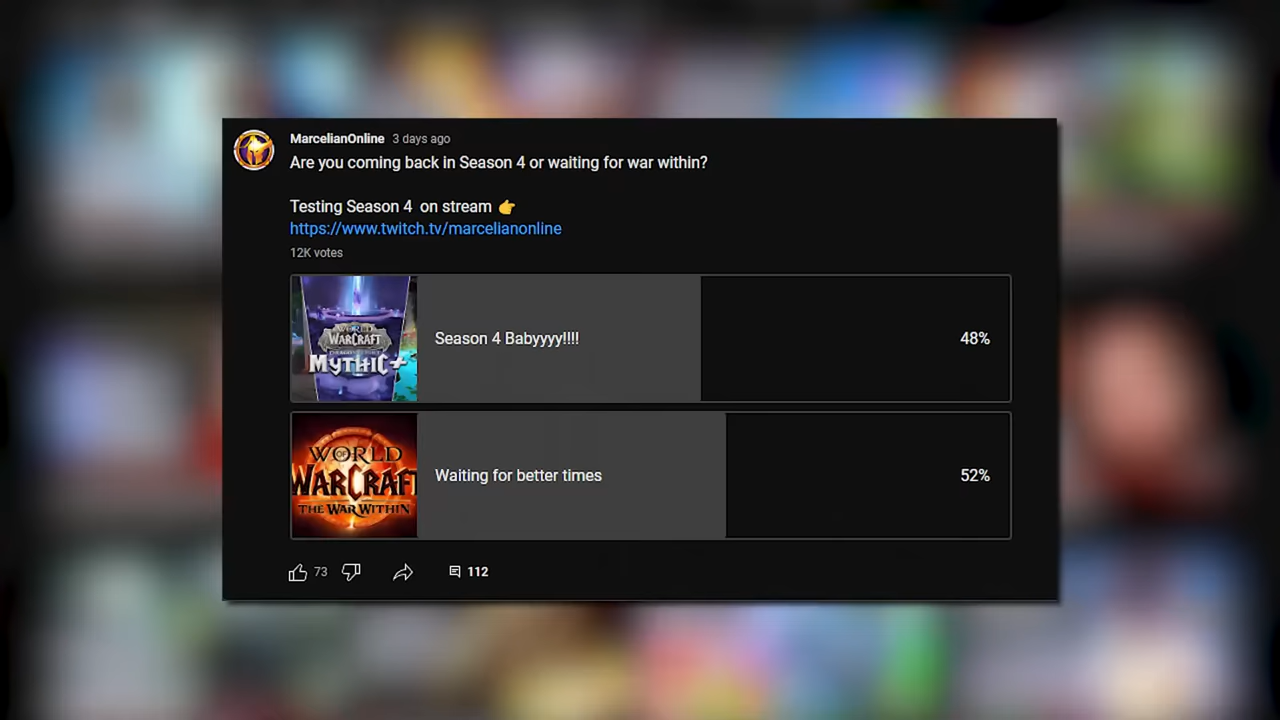 MarcelianOnline 3 days ago
Are you coming back in Season 4 or waiting for war within?
Testing Season 4 on stream 👉
https://www.twitch.tv/marcelianonline
12K votes
WORLD
WARCRAFT
MYTHIC+
Season 4 Babyyyy!!!!
48%
WORLD
OF
WARCRAFT
THE WAR WITHIN
Waiting for better times
52%
73
112